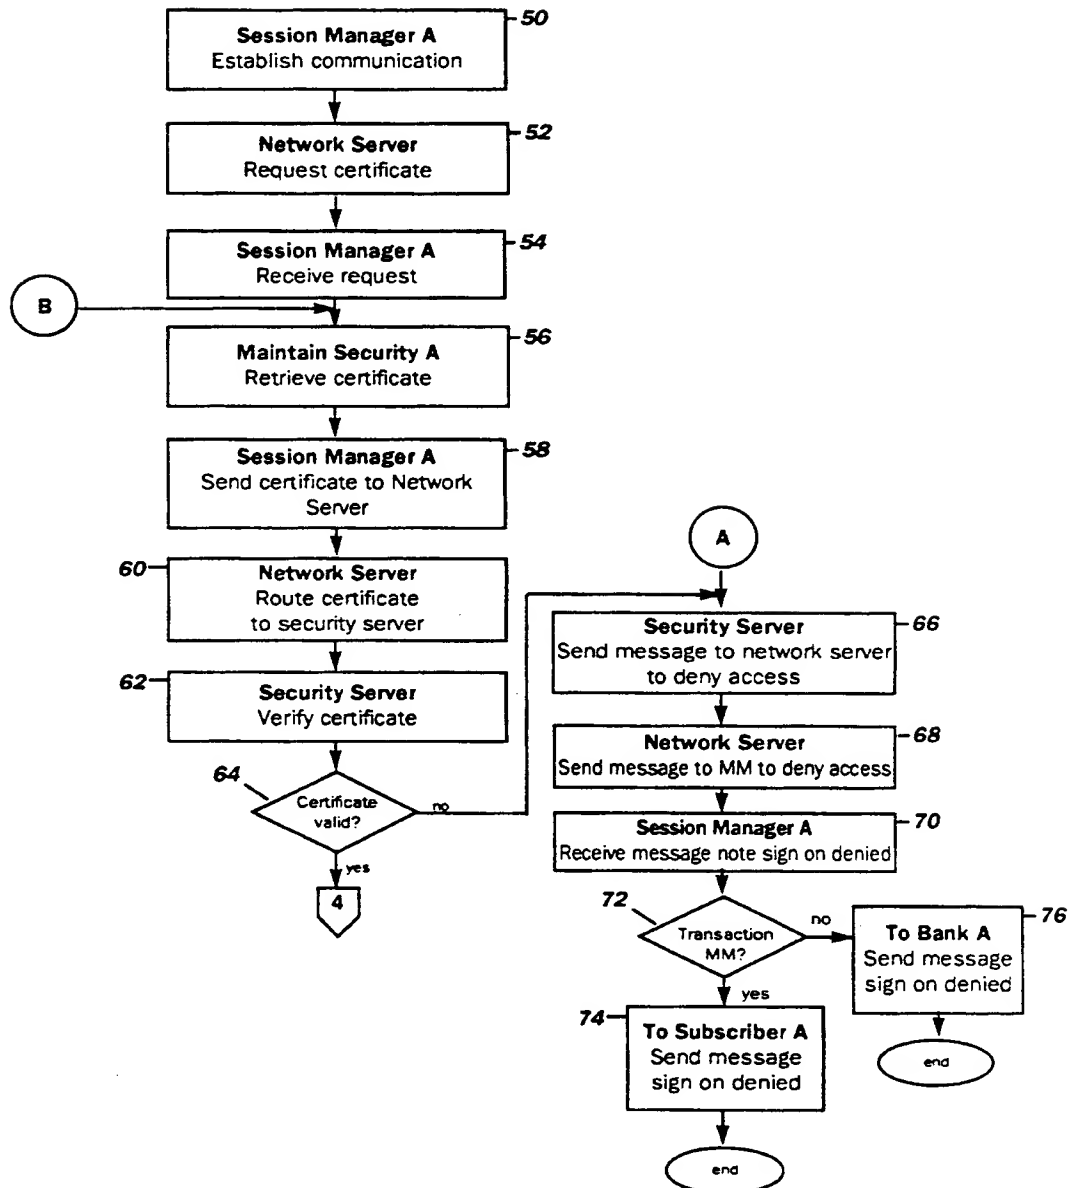 50
Session Manager A
Establish communication
52
Network Server
Request certificate
54
Session Manager A
Receive request
B
56
Maintain Security A
Retrieve certificate
58
Session Manager A
Send certificate to Network
Server
60
Network Server
Route certificate
to security server
62
Security Server
Verify certificate
64
Certificate
valid?
no
yes
4
A
66
Security Server
Send message to network server
to deny access
68
Network Server
Send message to MM to deny access
70
Session Manager A
Receive message note sign on denied
72
Transaction
MM?
no
yes
76
To Bank A
Send message
sign on denied
end
74
To Subscriber A
Send message
sign on denied
end